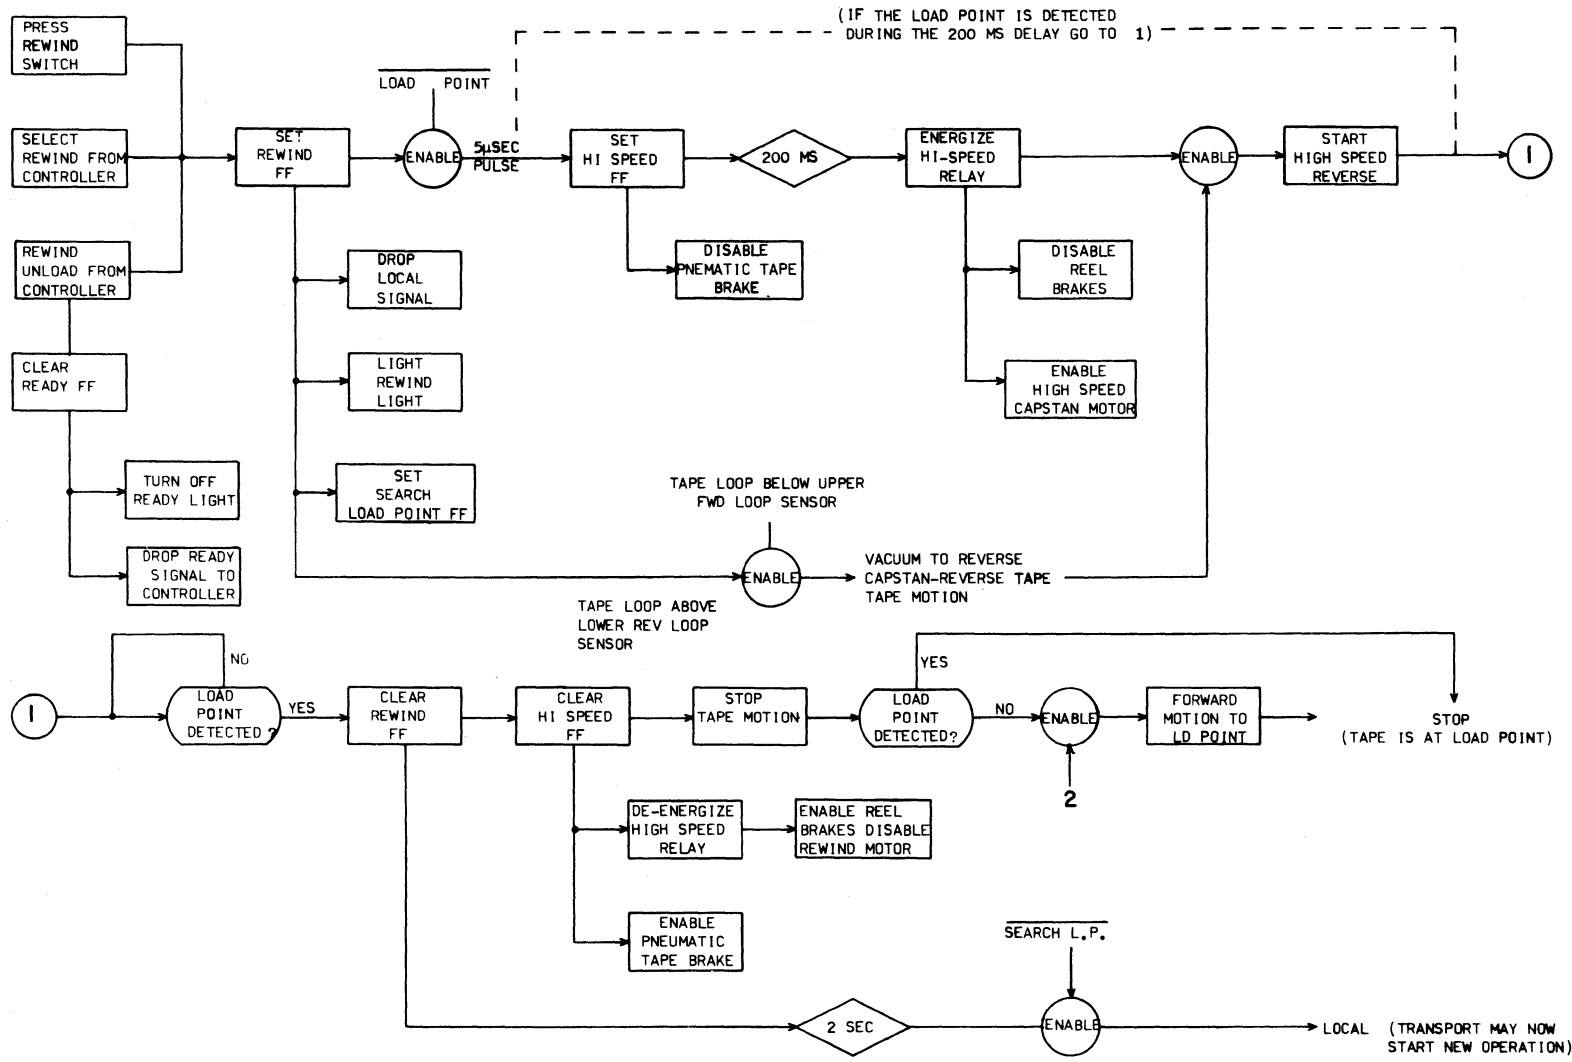 (IF THE LOAD POINT IS DETECTED
DURING THE 200 MS DELAY GO TO 1)
PRESS
REWIND
SWITCH
LOAD POINT
SELECT
REWIND FROM
CONTROLLER
SET
REWIND
FF
ENABLE
5µSEC
PULSE
SET
HI SPEED
FF
200 MS
ENERGIZE
HI-SPEED
RELAY
ENABLE
START
HIGH SPEED
REVERSE
1
REWIND
UNLOAD FROM
CONTROLLER
DROP
LOCAL
SIGNAL
DISABLE
PNEMATIC TAPE
BRAKE
DISABLE
REEL
BRAKES
CLEAR
READY FF
LIGHT
REWIND
LIGHT
ENABLE
HIGH SPEED
CAPSTAN MOTOR
TURN OFF
READY LIGHT
SET
SEARCH
LOAD POINT FF
TAPE LOOP BELOW UPPER
FWD LOOP SENSOR
DROP READY
SIGNAL TO
CONTROLLER
ENABLE
VACUUM TO REVERSE
CAPSTAN-REVERSE TAPE
TAPE MOTION
TAPE LOOP ABOVE
LOWER REV LOOP
SENSOR
NO
YES
1
LOAD
POINT
DETECTED?
YES
CLEAR
REWIND
FF
CLEAR
HI SPEED
FF
STOP
TAPE MOTION
LOAD
POINT
DETECTED?
NO
ENABLE
FORWARD
MOTION TO
LD POINT
STOP
(TAPE IS AT LOAD POINT)
2
DE-ENERGIZE
HIGH SPEED
RELAY
ENABLE REEL
BRAKES DISABLE
REWIND MOTOR
ENABLE
PNEUMATIC
TAPE BRAKE
SEARCH L.P.
2 SEC
ENABLE
LOCAL (TRANSPORT MAY NOW
START NEW OPERATION)